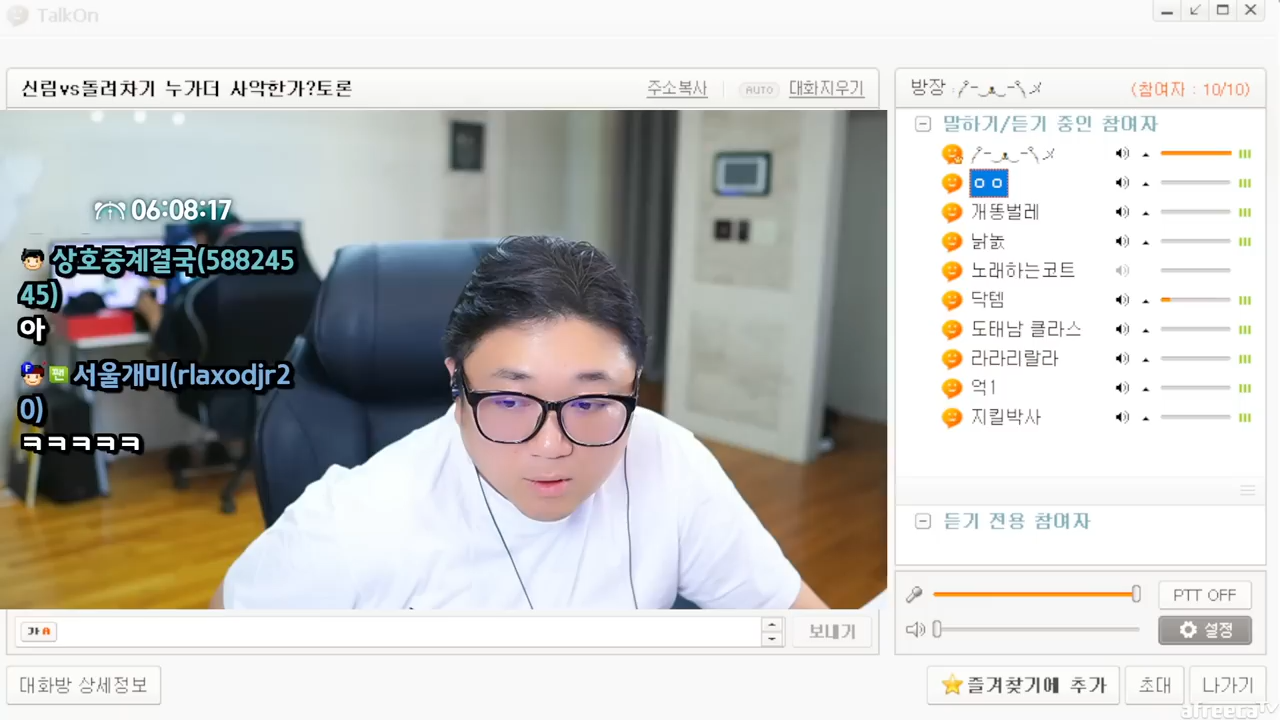 TalkOn
신림vs돌려차기 누가더 사악한가?토론
주소복사
AUTO
대화지우기
방장
(참여자 : 10/10)
말하기/듣기 중인 참여자
ㅇㅇ
개똥벌레
낡놇
노래하는코트
닥템
도태남 클라스
라라리랄라
억1
지킬박사
06:08:17
상호중계결국(588245
45)
아
팬 서울개미(rlaxodjr2
0)
ㅋㅋㅋㅋㅋ
듣기 전용 참여자
PTT OFF
설정
가
보내기
대화방 상세정보
즐겨찾기에 추가
초대
나가기
afreecaTV